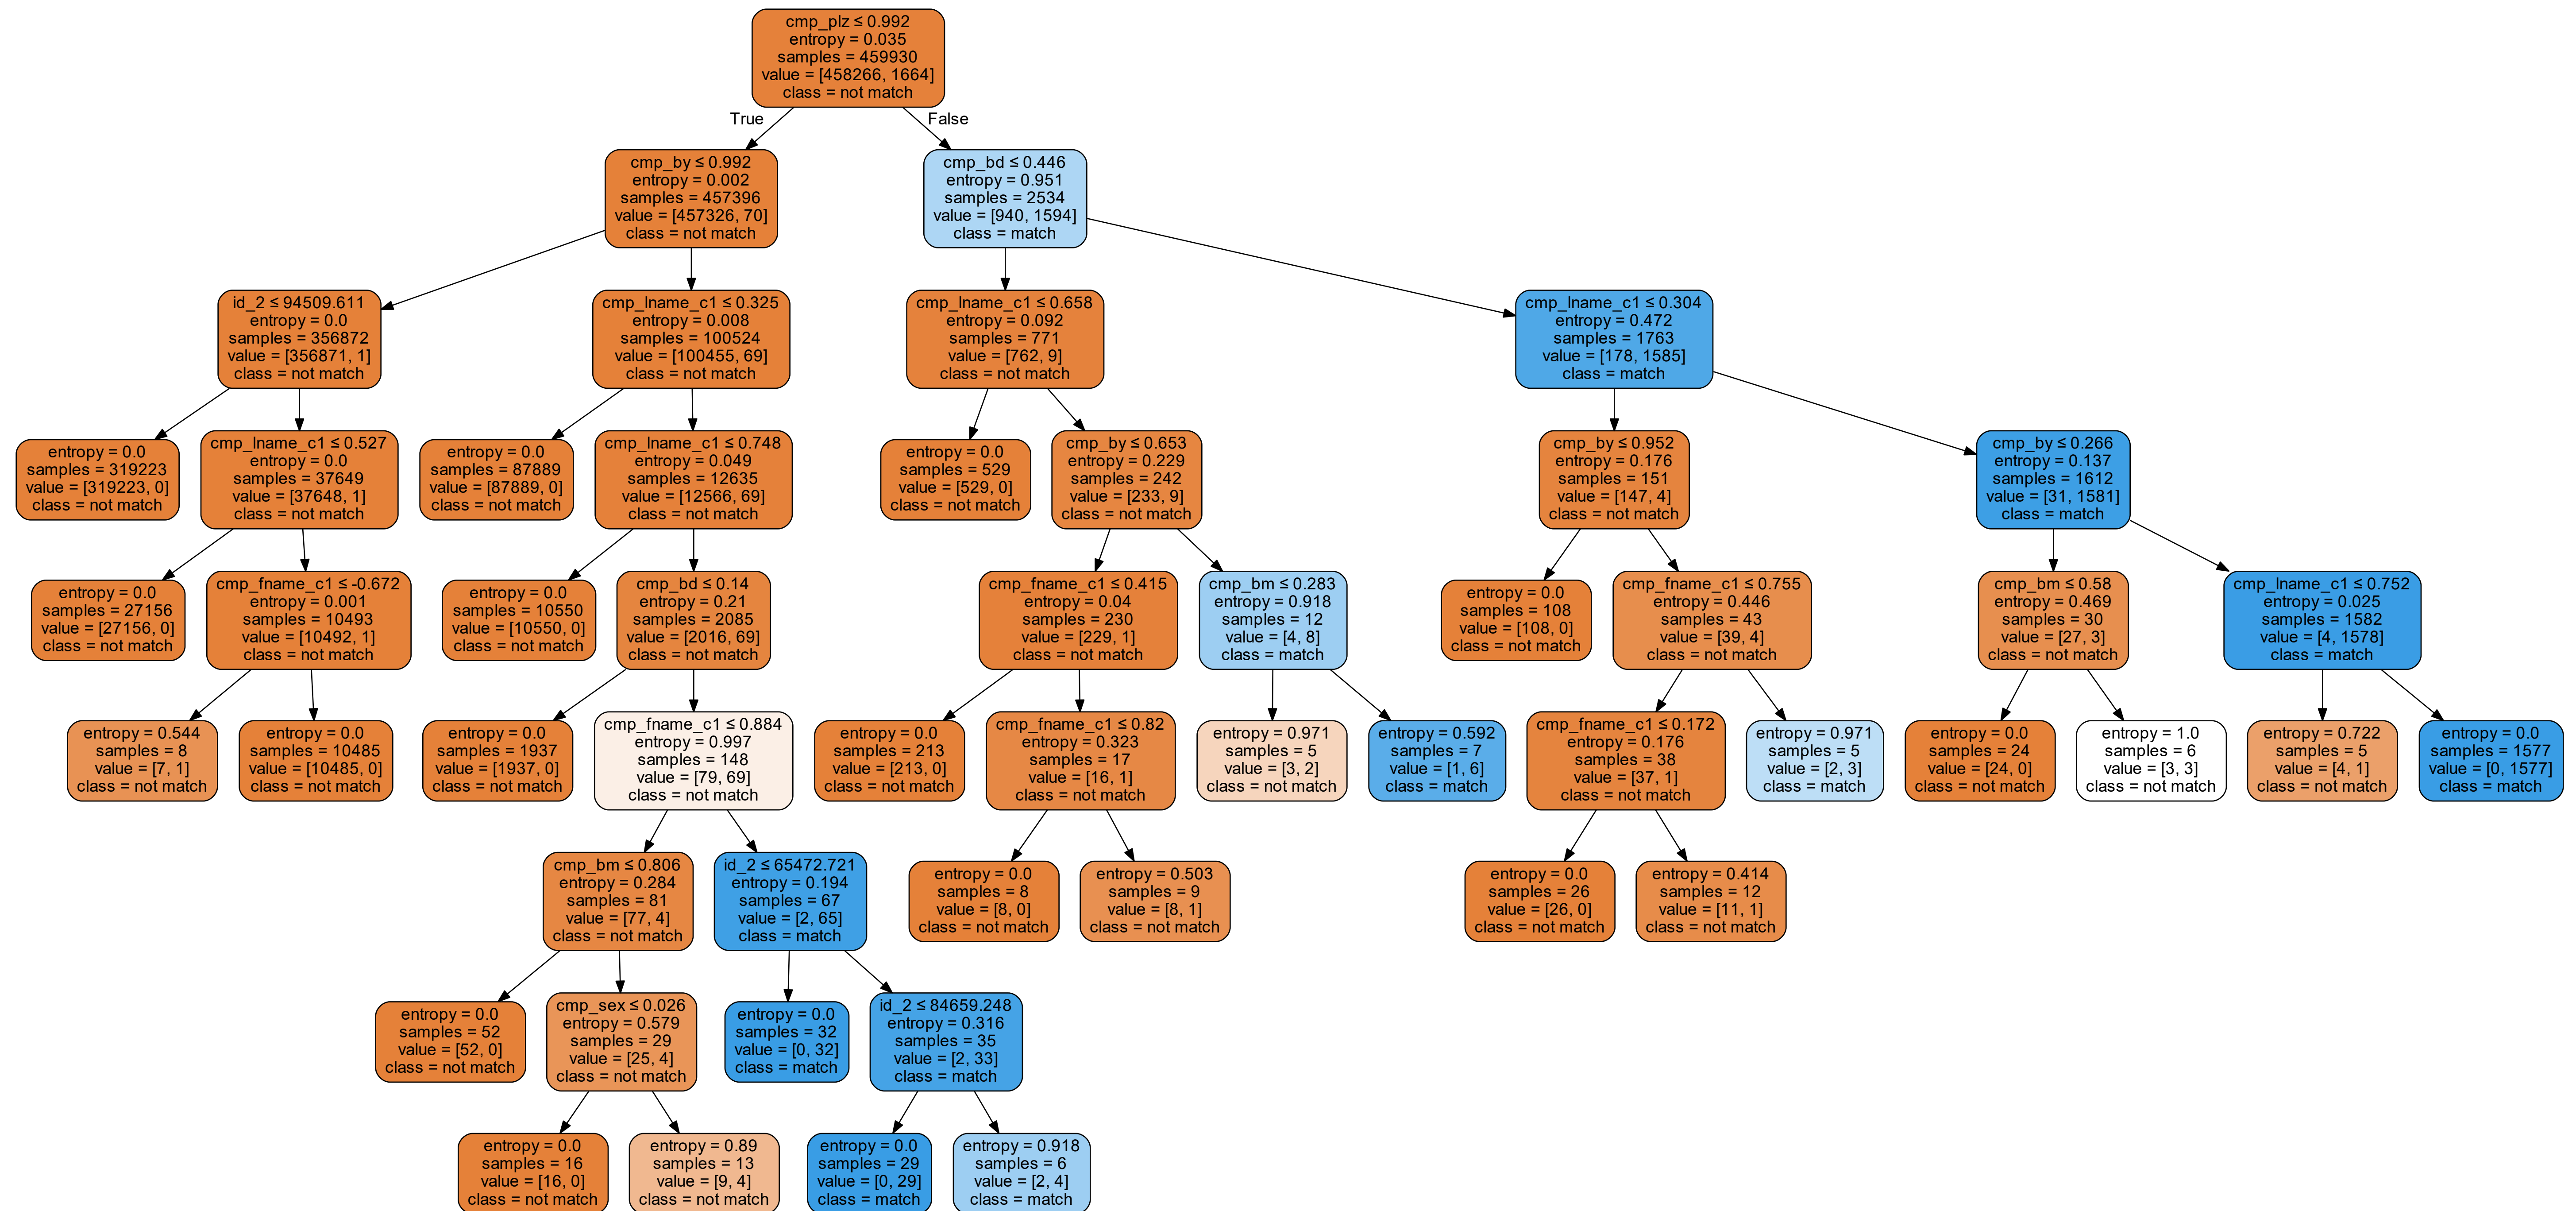 cmp_plz ≤ 0.992
entropy = 0.035
samples = 459930
value = [458266, 1664]
class = not match
True
False
cmp_by ≤ 0.992
entropy = 0.002
samples = 457396
value = [457326, 70]
class = not match
cmp_bd ≤ 0.446
entropy = 0.951
samples = 2534
value = [940, 1594]
class = match
id_2 ≤ 94509.611
entropy = 0.0
samples = 356872
value = [356871, 1]
class = not match
cmp_lname_c1 ≤ 0.325
entropy = 0.008
samples = 100524
value = [100455, 69]
class = not match
cmp_lname_c1 ≤ 0.658
entropy = 0.092
samples = 771
value = [762, 9]
class = not match
cmp_lname_c1 ≤ 0.304
entropy = 0.472
samples = 1763
value = [178, 1585]
class = match
entropy = 0.0
samples = 319223
value = [319223, 0]
class = not match
cmp_lname_c1 ≤ 0.527
entropy = 0.0
samples = 37649
value = [37648, 1]
class = not match
entropy = 0.0
samples = 87889
value = [87889, 0]
class = not match
cmp_lname_c1 ≤ 0.748
entropy = 0.049
samples = 12635
value = [12566, 69]
class = not match
entropy = 0.0
samples = 529
value = [529, 0]
class = not match
cmp_by ≤ 0.653
entropy = 0.229
samples = 242
value = [233, 9]
class = not match
cmp_by ≤ 0.952
entropy = 0.176
samples = 151
value = [147, 4]
class = not match
cmp_by ≤ 0.266
entropy = 0.137
samples = 1612
value = [31, 1581]
class = match
entropy = 0.0
samples = 27156
value = [27156, 0]
class = not match
cmp_fname_c1 ≤ -0.672
entropy = 0.001
samples = 10493
value = [10492, 1]
class = not match
entropy = 0.0
samples = 10550
value = [10550, 0]
class = not match
cmp_bd ≤ 0.14
entropy = 0.21
samples = 2085
value = [2016, 69]
class = not match
cmp_fname_c1 ≤ 0.415
entropy = 0.04
samples = 230
value = [229, 1]
class = not match
cmp_bm ≤ 0.283
entropy = 0.918
samples = 12
value = [4, 8]
class = match
entropy = 0.0
samples = 108
value = [108, 0]
class = not match
cmp_fname_c1 ≤ 0.755
entropy = 0.446
samples = 43
value = [39, 4]
class = not match
cmp_bm ≤ 0.58
entropy = 0.469
samples = 30
value = [27, 3]
class = not match
cmp_lname_c1 ≤ 0.752
entropy = 0.025
samples = 1582
value = [4, 1578]
class = match
entropy = 0.544
samples = 8
value = [7, 1]
class = not match
entropy = 0.0
samples = 10485
value = [10485, 0]
class = not match
entropy = 0.0
samples = 1937
value = [1937, 0]
class = not match
cmp_fname_c1 ≤ 0.884
entropy = 0.997
samples = 148
value = [79, 69]
class = not match
entropy = 0.0
samples = 213
value = [213, 0]
class = not match
cmp_fname_c1 ≤ 0.82
entropy = 0.323
samples = 17
value = [16, 1]
class = not match
entropy = 0.971
samples = 5
value = [3, 2]
class = not match
entropy = 0.592
samples = 7
value = [1, 6]
class = match
cmp_fname_c1 ≤ 0.172
entropy = 0.176
samples = 38
value = [37, 1]
class = not match
entropy = 0.971
samples = 5
value = [2, 3]
class = match
entropy = 0.0
samples = 24
value = [24, 0]
class = not match
entropy = 1.0
samples = 6
value = [3, 3]
class = not match
entropy = 0.722
samples = 5
value = [4, 1]
class = not match
entropy = 0.0
samples = 1577
value = [0, 1577]
class = match
cmp_bm ≤ 0.806
entropy = 0.284
samples = 81
value = [77, 4]
class = not match
id_2 ≤ 65472.721
entropy = 0.194
samples = 67
value = [2, 65]
class = match
entropy = 0.0
samples = 8
value = [8, 0]
class = not match
entropy = 0.503
samples = 9
value = [8, 1]
class = not match
entropy = 0.0
samples = 26
value = [26, 0]
class = not match
entropy = 0.414
samples = 12
value = [11, 1]
class = not match
entropy = 0.0
samples = 52
value = [52, 0]
class = not match
cmp_sex ≤ 0.026
entropy = 0.579
samples = 29
value = [25, 4]
class = not match
entropy = 0.0
samples = 32
value = [0, 32]
class = match
id_2 ≤ 84659.248
entropy = 0.316
samples = 35
value = [2, 33]
class = match
entropy = 0.0
samples = 16
value = [16, 0]
class = not match
entropy = 0.89
samples = 13
value = [9, 4]
class = not match
entropy = 0.0
samples = 29
value = [0, 29]
class = match
entropy = 0.918
samples = 6
value = [2, 4]
class = match